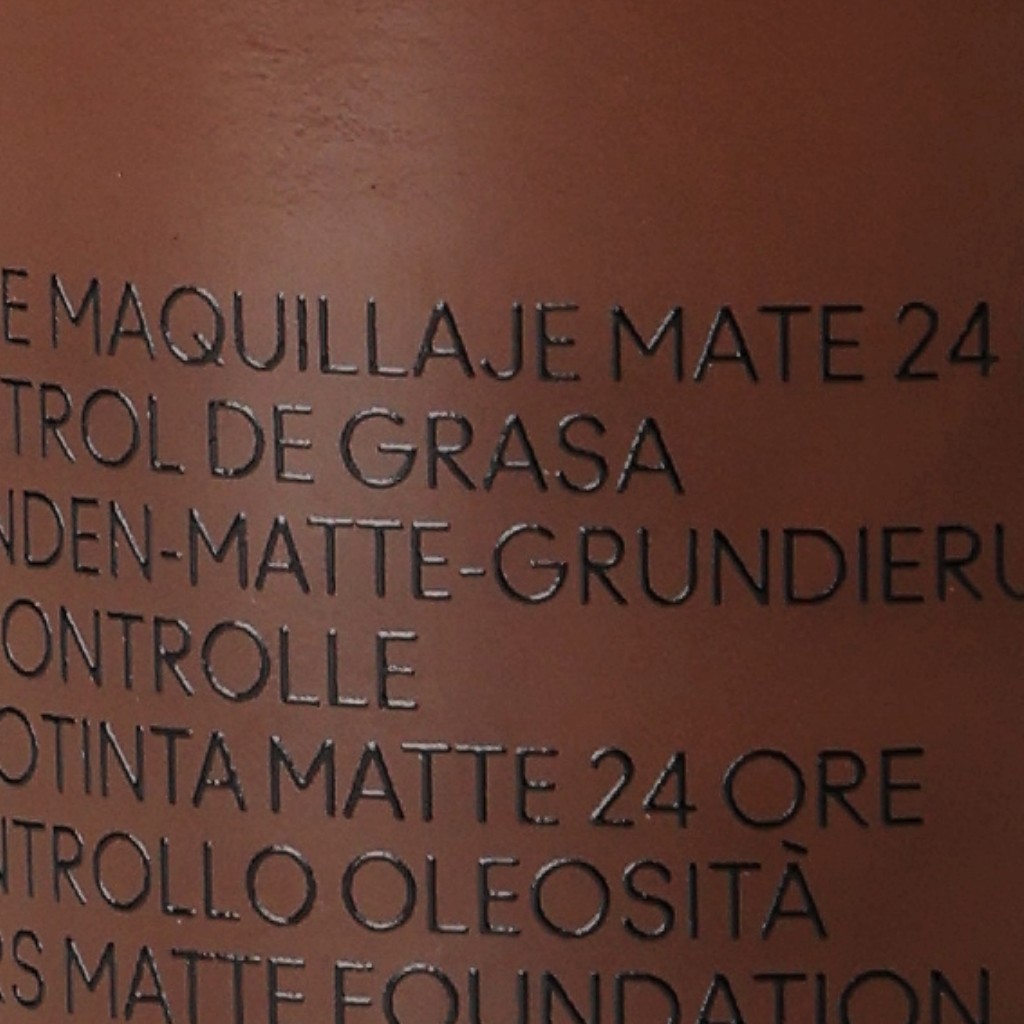 E MAQUILLAJE MATE 24
TROL DE GRASA
NDEN-MATTE-GRUNDIERU
ONTROLLE
OTINTA MATTE 24 ORE
NTROLLO OLEOSITÀ
RS MATTE FOUNDATION